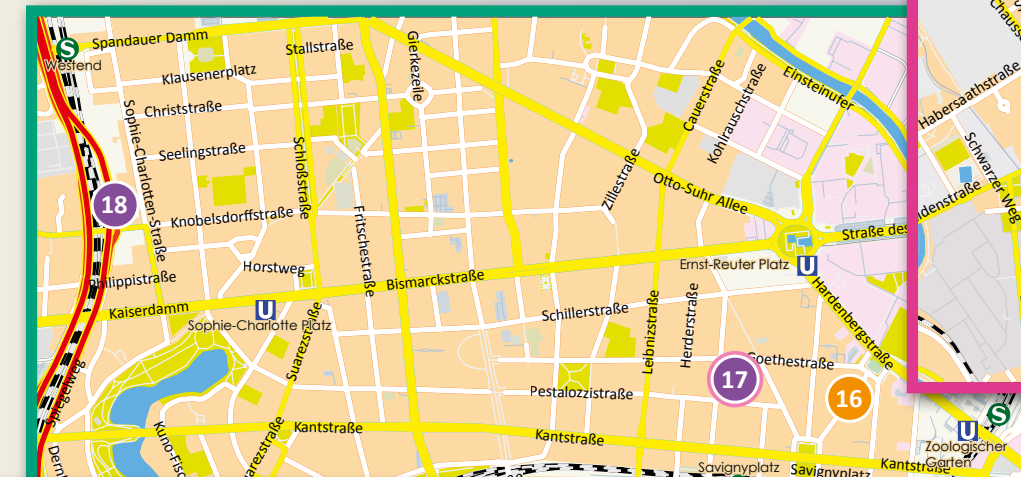 Spandauer Damm
S
Westend
Stallstraße
Klausenerplatz
Gierkezeile
Christstraße
Sophie-Charlotten-Straße
Seelingstraße
Schloßstraße
Cauerstraße
Kohlrauschstraße
Einsteinufer
Habersaathstraße
Schwarzer Weg
Zillestraße
Otto-Suhr Allee
18
Knobelsdorffstraße
Fritschestraße
Straße des
Ernst-Reuter Platz
U
Horstweg
Philippistraße
Bismarckstraße
Kaiserdamm
U
Sophie-Charlotte Platz
Schillerstraße
Hardenbergstraße
Suarezstraße
Leibnizstraße
Herderstraße
Goethestraße
17
16
Pestalozzistraße
Spiegelweg
Kantstraße
Kantstraße
S
U
Zoologischer
Garten
Savignyplatz
Savignyplatz
Kantstraße